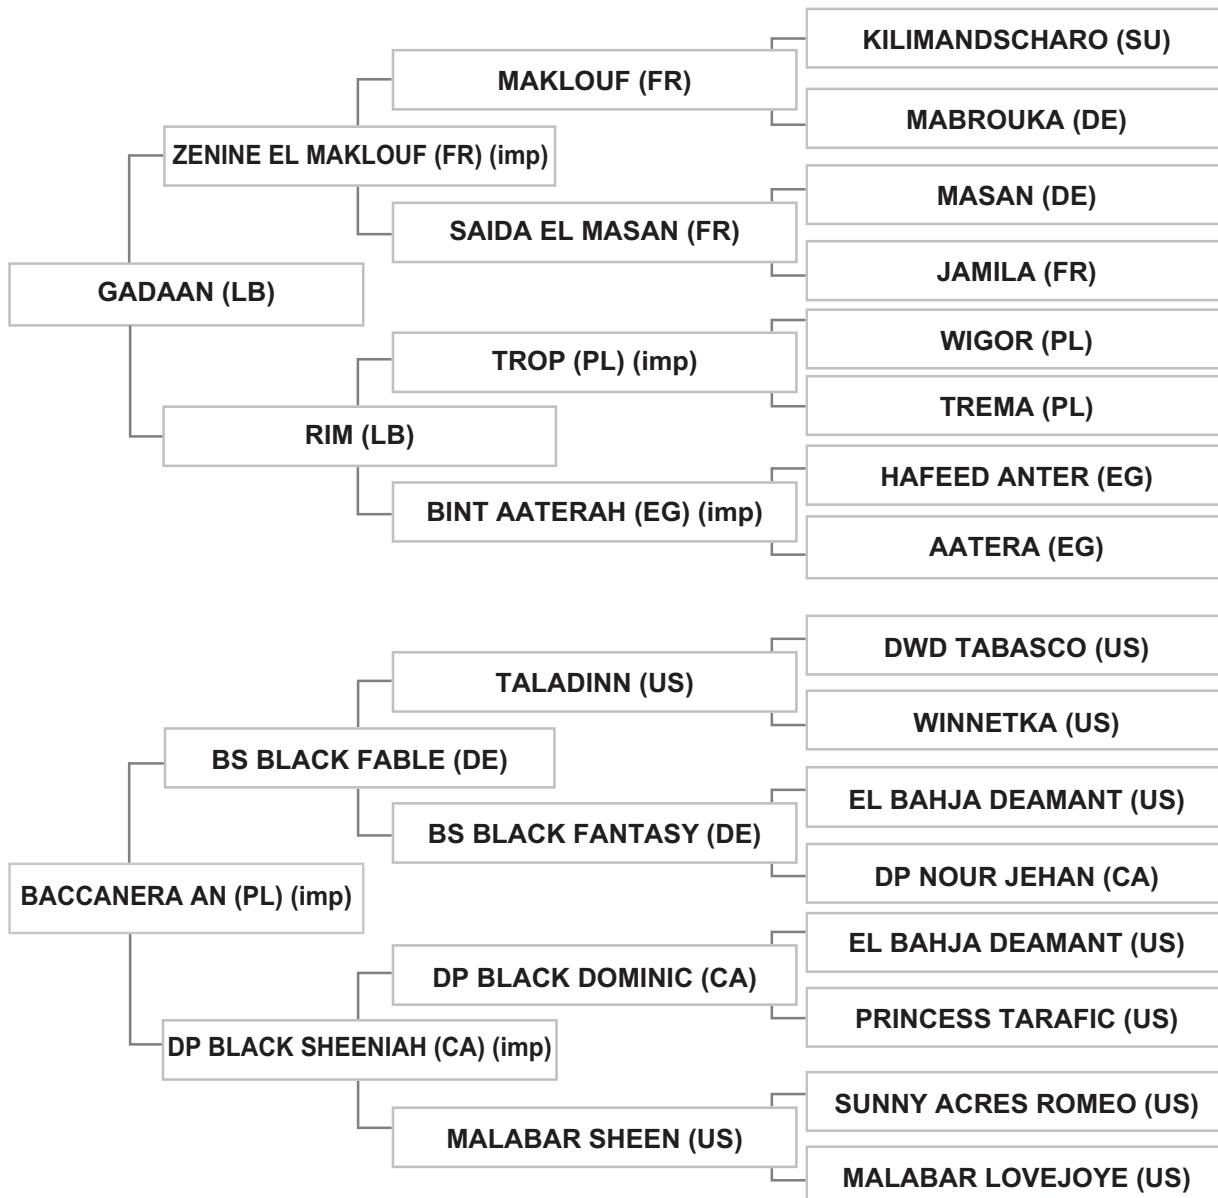 KILIMANDSCHARO (SU)
MAKLOUF (FR)
MABROUKA (DE)
ZENINE EL MAKLOUF (FR) (imp)
MASAN (DE)
SAIDA EL MASAN (FR)
JAMILA (FR)
GADAAN (LB)
WIGOR (PL)
TROP (PL) (imp)
TREMA (PL)
RIM (LB)
HAFEED ANTER (EG)
BINT AATERAH (EG) (imp)
AATERA (EG)
DWD TABASCO (US)
TALADINN (US)
WINNETKA (US)
BS BLACK FABLE (DE)
EL BAHJA DEAMANT (US)
BS BLACK FANTASY (DE)
DP NOUR JEHAN (CA)
BACCANERA AN (PL) (imp)
EL BAHJA DEAMANT (US)
DP BLACK DOMINIC (CA)
PRINCESS TARAFIC (US)
DP BLACK SHEENIAH (CA) (imp)
SUNNY ACRES ROMEO (US)
MALABAR SHEEN (US)
MALABAR LOVEJOYE (US)